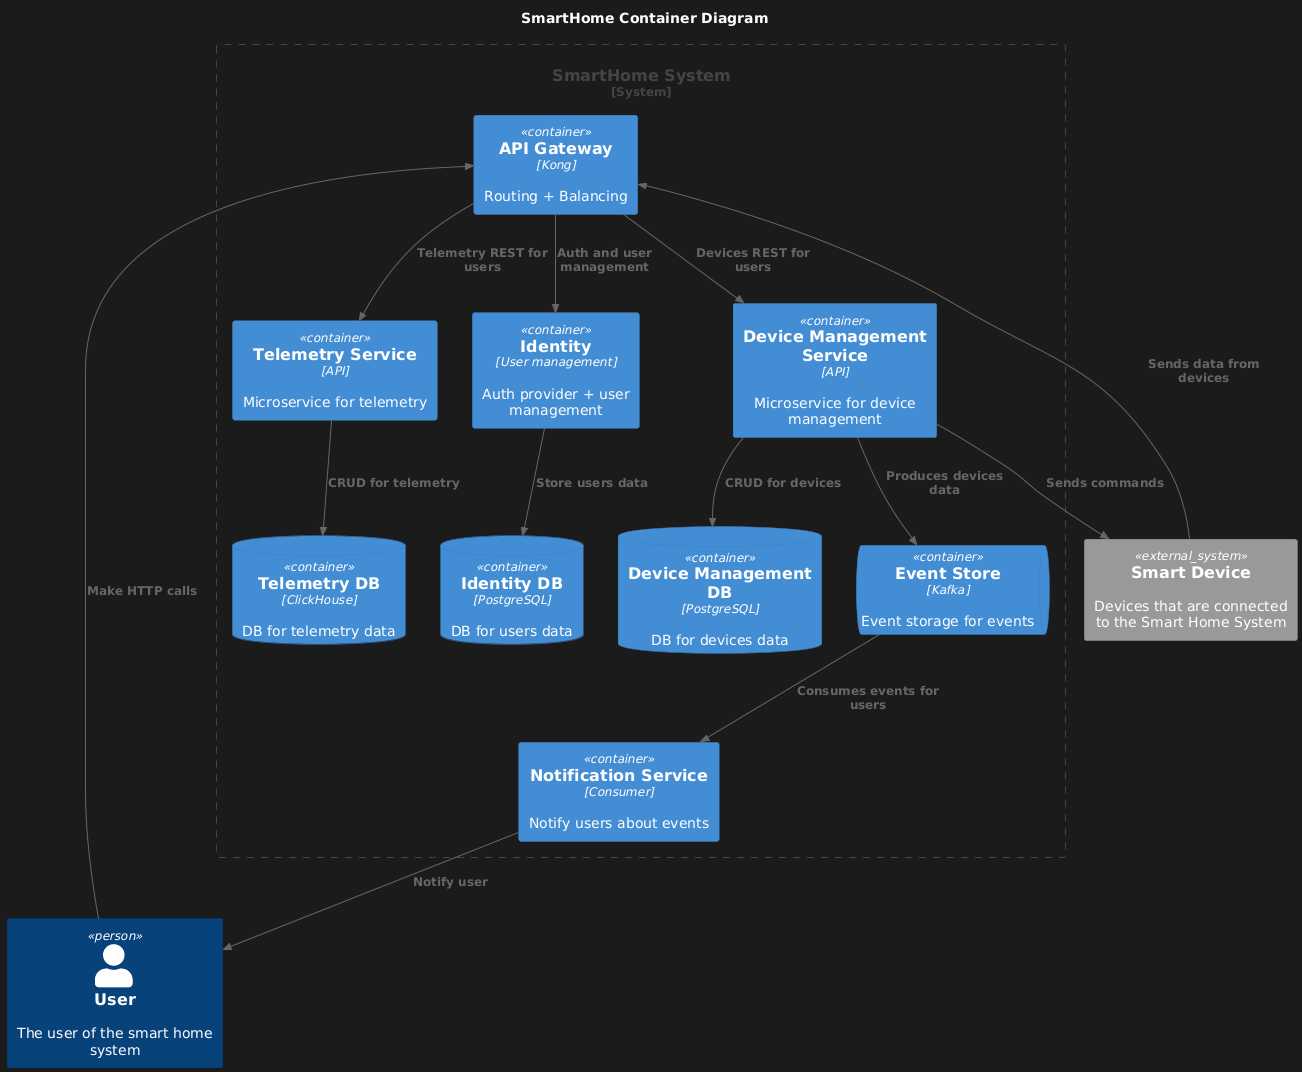 SmartHome Container Diagram
SmartHome System
[System]
«container»
API Gateway
[Kong]
Routing + Balancing
Telemetry REST for
users
Auth and user
management
Devices REST for
users
Sends data from
devices
«container»
Telemetry Service
[API]
Microservice for telemetry
«container»
Identity
[User management]
Auth provider + user
management
«container»
Device Management
Service
[API]
Microservice for device
management
CRUD for telemetry
Store users data
CRUD for devices
Produces devices
data
Sends commands
«container»
Telemetry DB
[ClickHouse]
DB for telemetry data
«container»
Identity DB
[PostgreSQL]
DB for users data
«container»
Device Management
DB
[PostgreSQL]
DB for devices data
«container»
Event Store
[Kafka]
Event storage for events
«external_system»
Smart Device
Devices that are connected
to the Smart Home System
Make HTTP calls
Consumes events for
users
«container»
Notification Service
[Consumer]
Notify users about events
Notify user
«person»
User
The user of the smart home
system